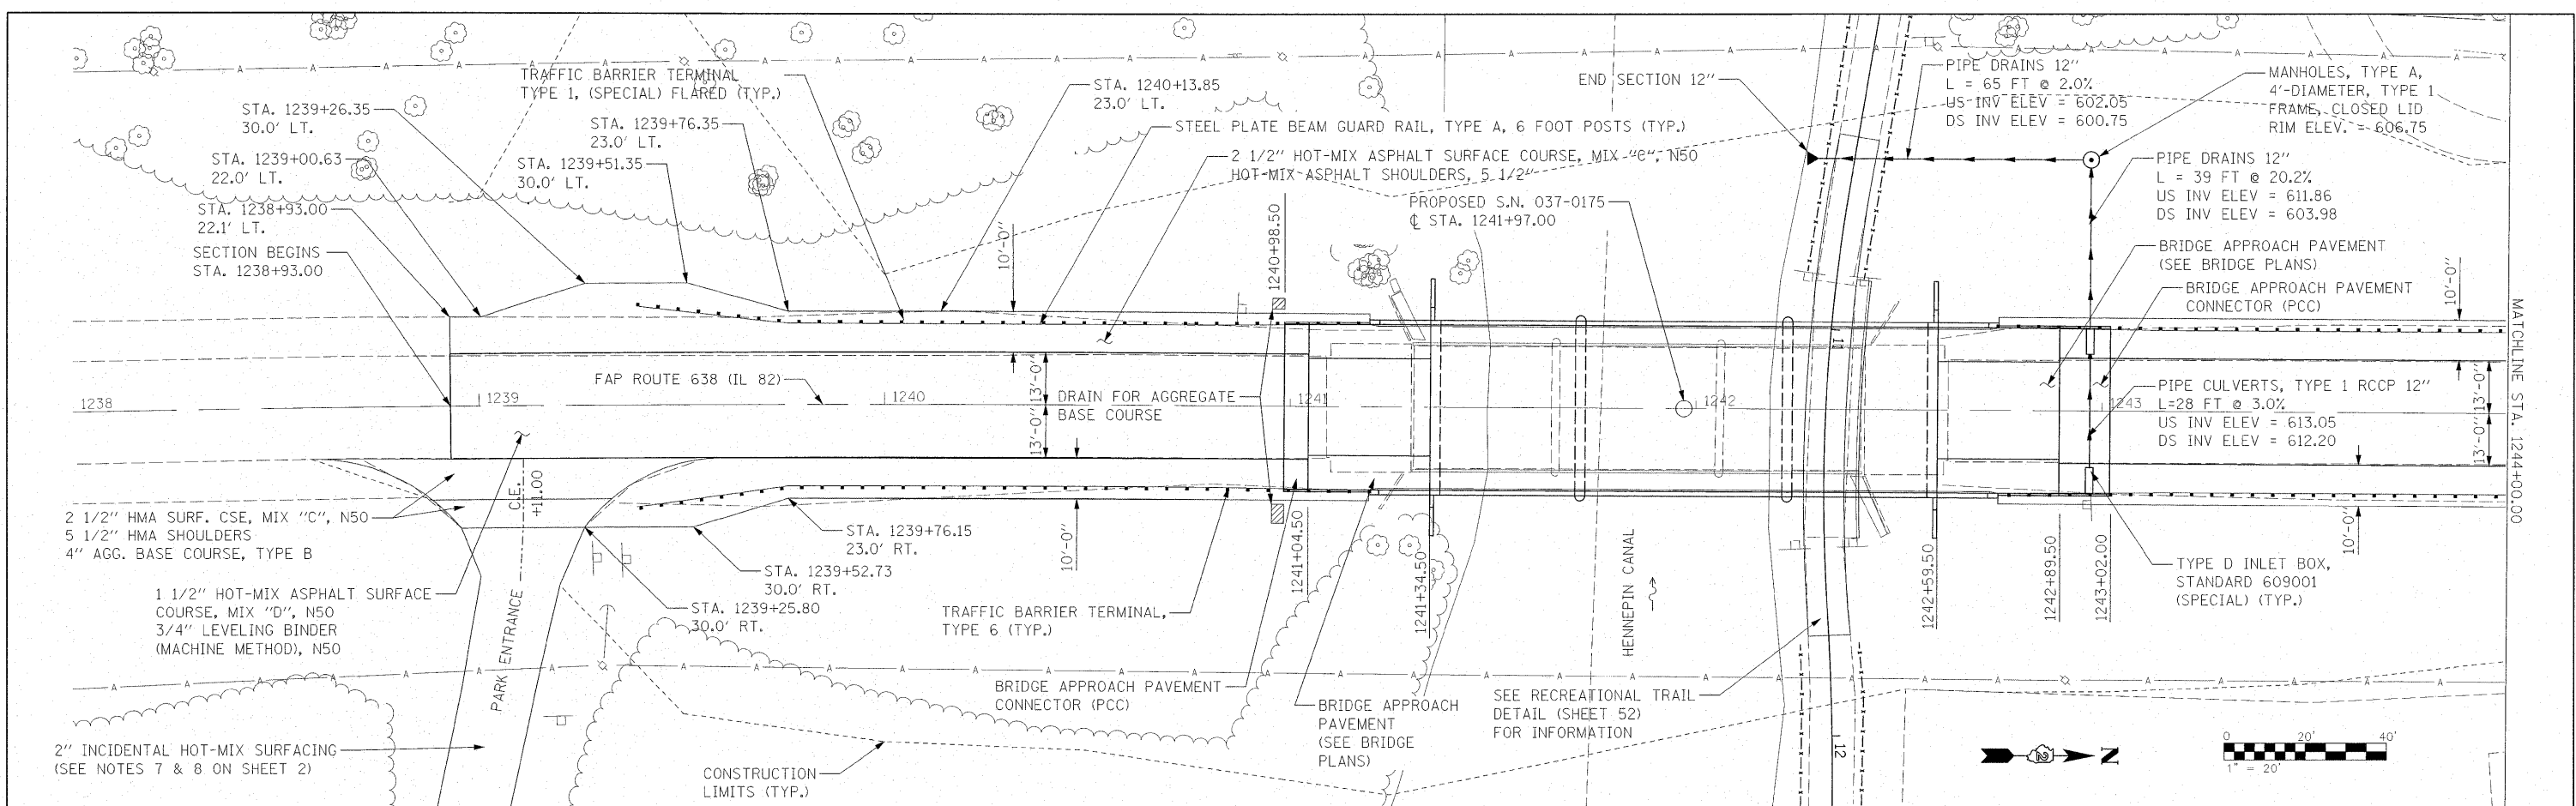 TRAFFIC BARRIER TERMINAL
TYPE 1, (SPECIAL) FLARED (TYP.)
STA. 1239+26.35
30.0' LT.
STA. 1239+00.63
22.0' LT.
STA. 1238+93.00
22.1' LT.
SECTION BEGINS
STA. 1238+93.00
STA. 1239+76.35
23.0' LT.
STA. 1239+51.35
30.0' LT.
STA. 1240+13.85
23.0' LT.
STEEL PLATE BEAM GUARD RAIL, TYPE A, 6 FOOT POSTS (TYP.)
2 1/2" HOT-MIX ASPHALT SURFACE COURSE, MIX "C", N50
HOT-MIX ASPHALT SHOULDERS, 5 1/2"
PROPOSED S.N. 037-0175
℄ STA. 1241+97.00
END SECTION 12"
PIPE DRAINS 12"
L = 65 FT @ 2.0%
US INV ELEV = 602.05
DS INV ELEV = 600.75
MANHOLES, TYPE A,
4'-DIAMETER, TYPE 1
FRAME, CLOSED LID
RIM ELEV. = 606.75
PIPE DRAINS 12"
L = 39 FT @ 20.2%
US INV ELEV = 611.86
DS INV ELEV = 603.98
BRIDGE APPROACH PAVEMENT
(SEE BRIDGE PLANS)
BRIDGE APPROACH PAVEMENT
CONNECTOR (PCC)
10'-0"
1240+98.50
10'-0"
MATCHLINE STA. 1244+00.00
11
FAP ROUTE 638 (IL 82)
13'-0"
13'-0"
DRAIN FOR AGGREGATE
BASE COURSE
1238
1239
1240
1241
1242
1243
PIPE CULVERTS, TYPE 1 RCCP 12"
L=28 FT @ 3.0%
US INV ELEV = 613.05
DS INV ELEV = 612.20
13'-0"
13'-0"
C.E.
+11.00
2 1/2" HMA SURF. CSE, MIX "C", N50
5 1/2" HMA SHOULDERS
4" AGG. BASE COURSE, TYPE B
1 1/2" HOT-MIX ASPHALT SURFACE
COURSE, MIX "D", N50
3/4" LEVELING BINDER
(MACHINE METHOD), N50
PARK ENTRANCE
STA. 1239+76.15
23.0' RT.
STA. 1239+52.73
30.0' RT.
STA. 1239+25.80
30.0' RT.
10'-0"
TRAFFIC BARRIER TERMINAL,
TYPE 6 (TYP.)
1241+04.50
1241+34.50
HENNEPIN CANAL
1242+59.50
1242+89.50
1243+02.00
10'-0"
TYPE D INLET BOX,
STANDARD 609001
(SPECIAL) (TYP.)
BRIDGE APPROACH PAVEMENT
CONNECTOR (PCC)
BRIDGE APPROACH
PAVEMENT
(SEE BRIDGE
PLANS)
SEE RECREATIONAL TRAIL
DETAIL (SHEET 52)
FOR INFORMATION
2" INCIDENTAL HOT-MIX SURFACING
(SEE NOTES 7 & 8 ON SHEET 2)
CONSTRUCTION
LIMITS (TYP.)
12
N
0 20' 40'
1" = 20'